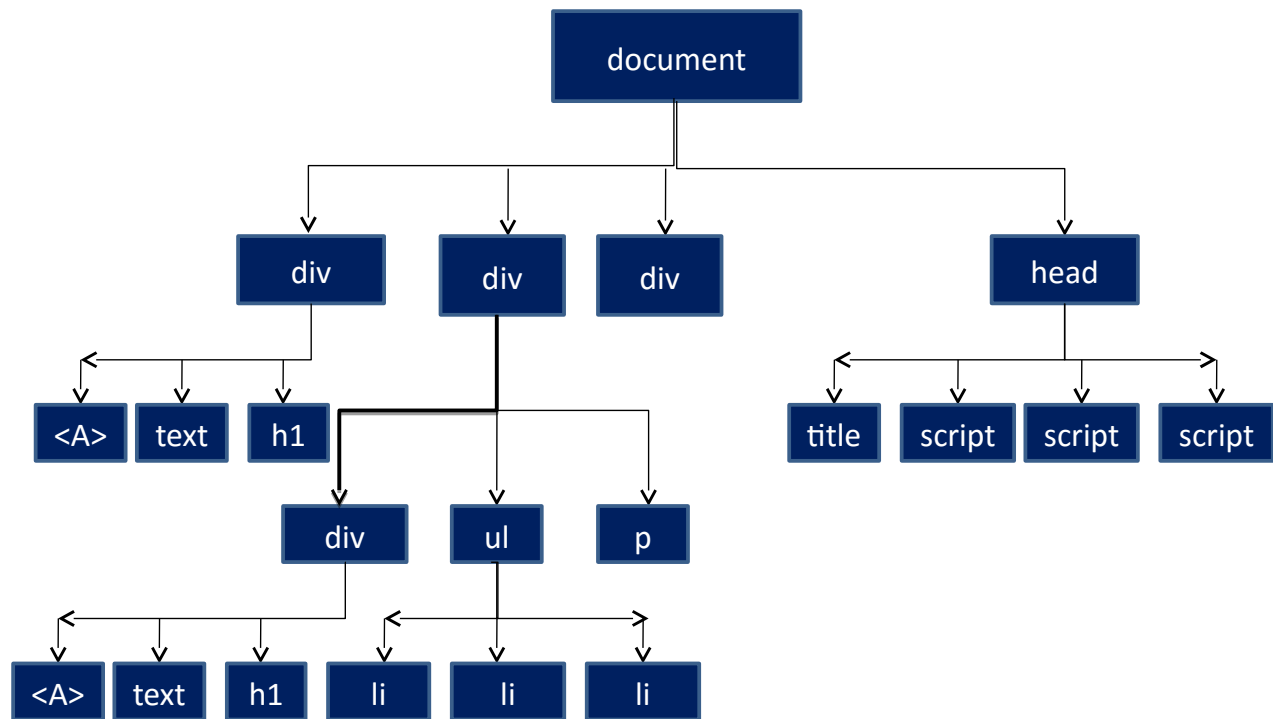 document
div
div
div
head
<A>
text
h1
title
script
script
script
div
ul
p
<A>
text
h1
li
li
li